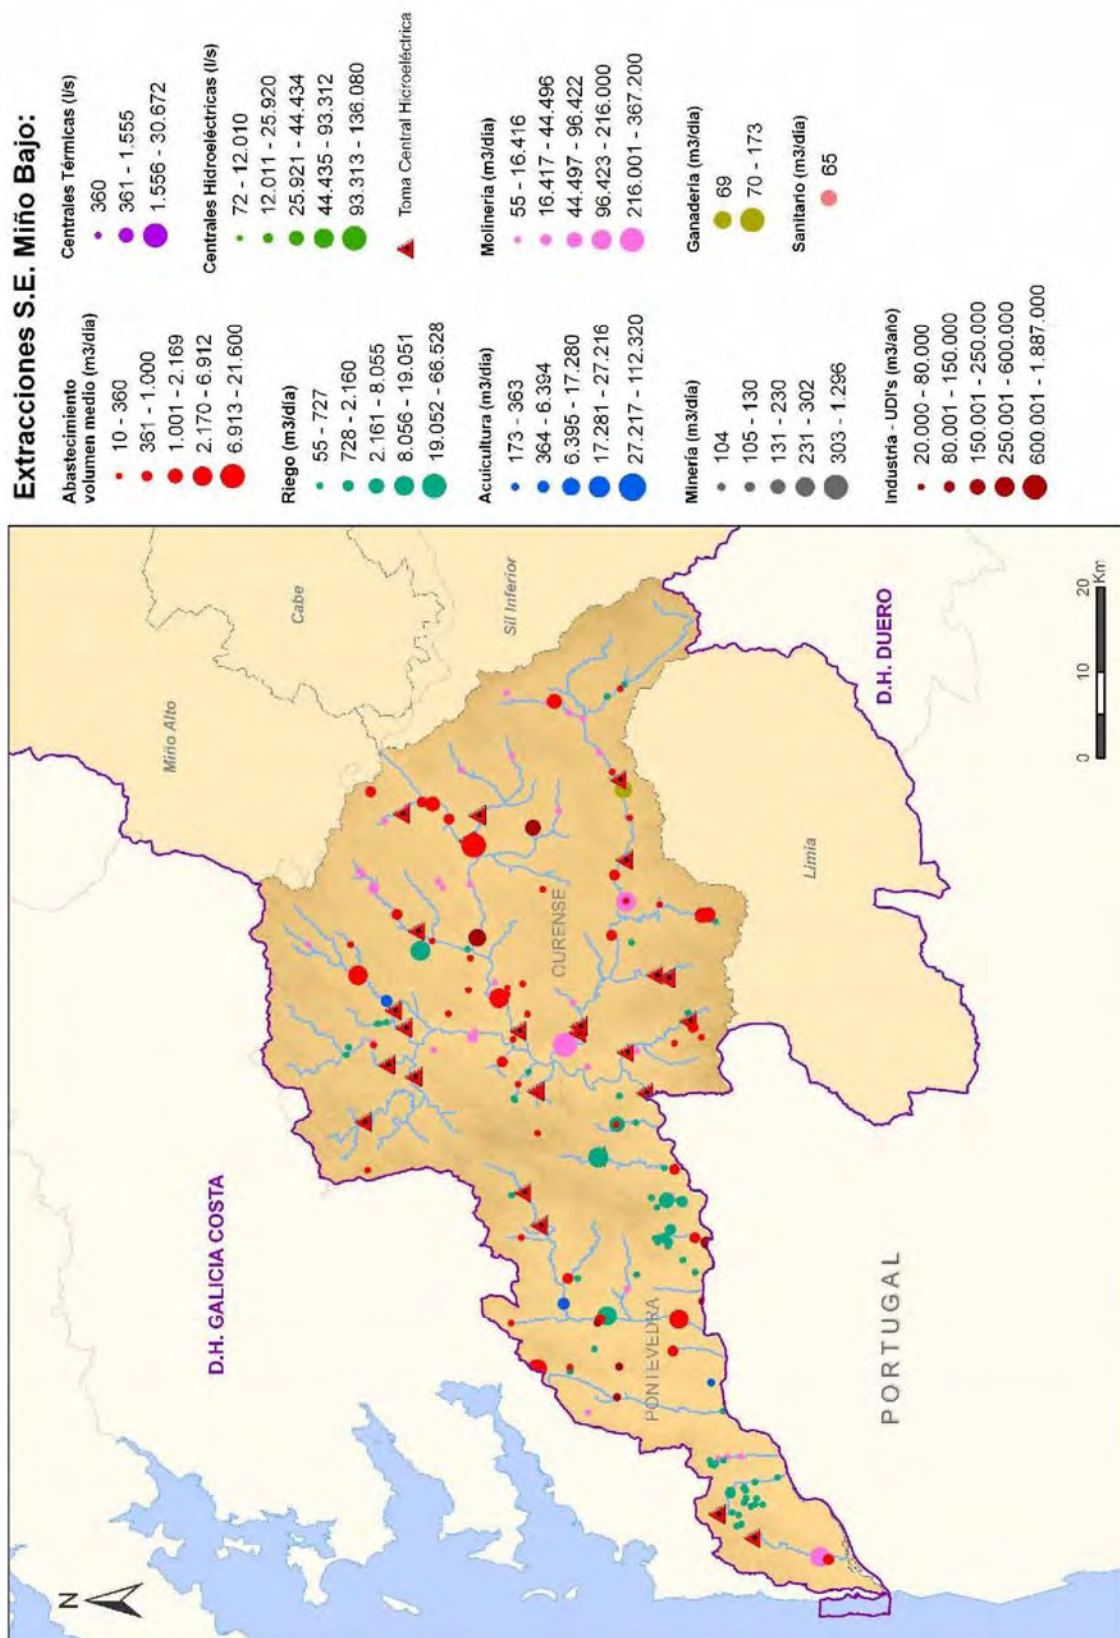 Extracciones S.E. Miño Bajo:
Abastecimiento
volumen medio (m3/día)
10 - 360
361 - 1.000
1.001 - 2.169
2.170 - 6.912
6.913 - 21.600
Riego (m3/día)
55 - 727
728 - 2.160
2.161 - 8.055
8.056 - 19.051
19.052 - 66.528
Acuicultura (m3/día)
173 - 363
364 - 6.394
6.395 - 17.280
17.281 - 27.216
27.217 - 112.320
Minería (m3/día)
104
105 - 130
131 - 230
231 - 302
303 - 1.296
Industria - UDI's (m3/año)
20.000 - 80.000
80.001 - 150.000
150.001 - 250.000
250.001 - 600.000
600.001 - 1.887.000
Centrales Térmicas (l/s)
360
361 - 1.555
1.556 - 30.672
Centrales Hidroeléctricas (l/s)
72 - 12.010
12.011 - 25.920
25.921 - 44.434
44.435 - 93.312
93.313 - 136.080
Toma Central Hidroeléctrica
Molinería (m3/día)
55 - 16.416
16.417 - 44.496
44.497 - 96.422
96.423 - 216.000
216.001 - 367.200
Ganadería (m3/día)
69
70 - 173
Sanitario (m3/día)
65
N
D.H. GALICIA COSTA
Miño Alto
Cabe
Sil Inferior
OURENSE
PONTEVEDRA
Limia
PORTUGAL
D.H. DUERO
0 10 20
Km